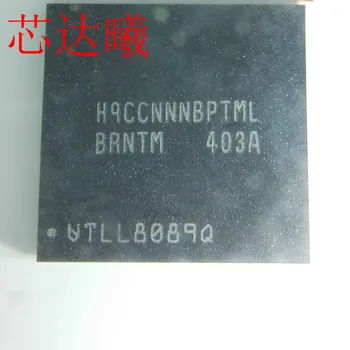 芯达曦
H9CCNNNBPTML
BRNTM 403A
VTLL8089Q